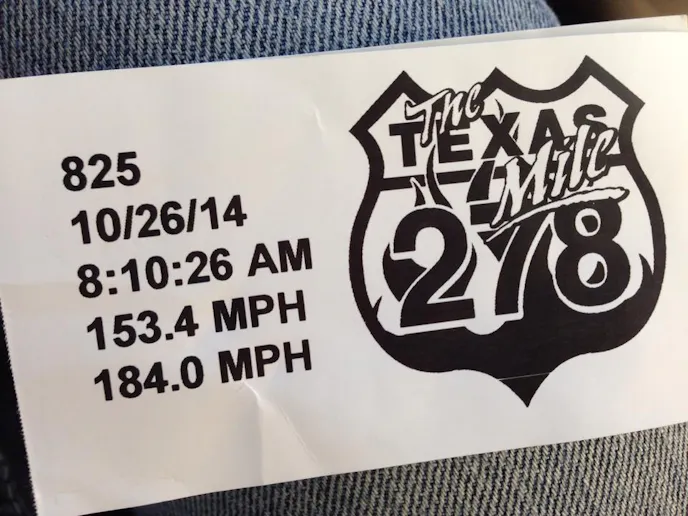 825
10/26/14
8:10:26 AM
153.4 MPH
184.0 MPH
The
TEXAS
Mile
278